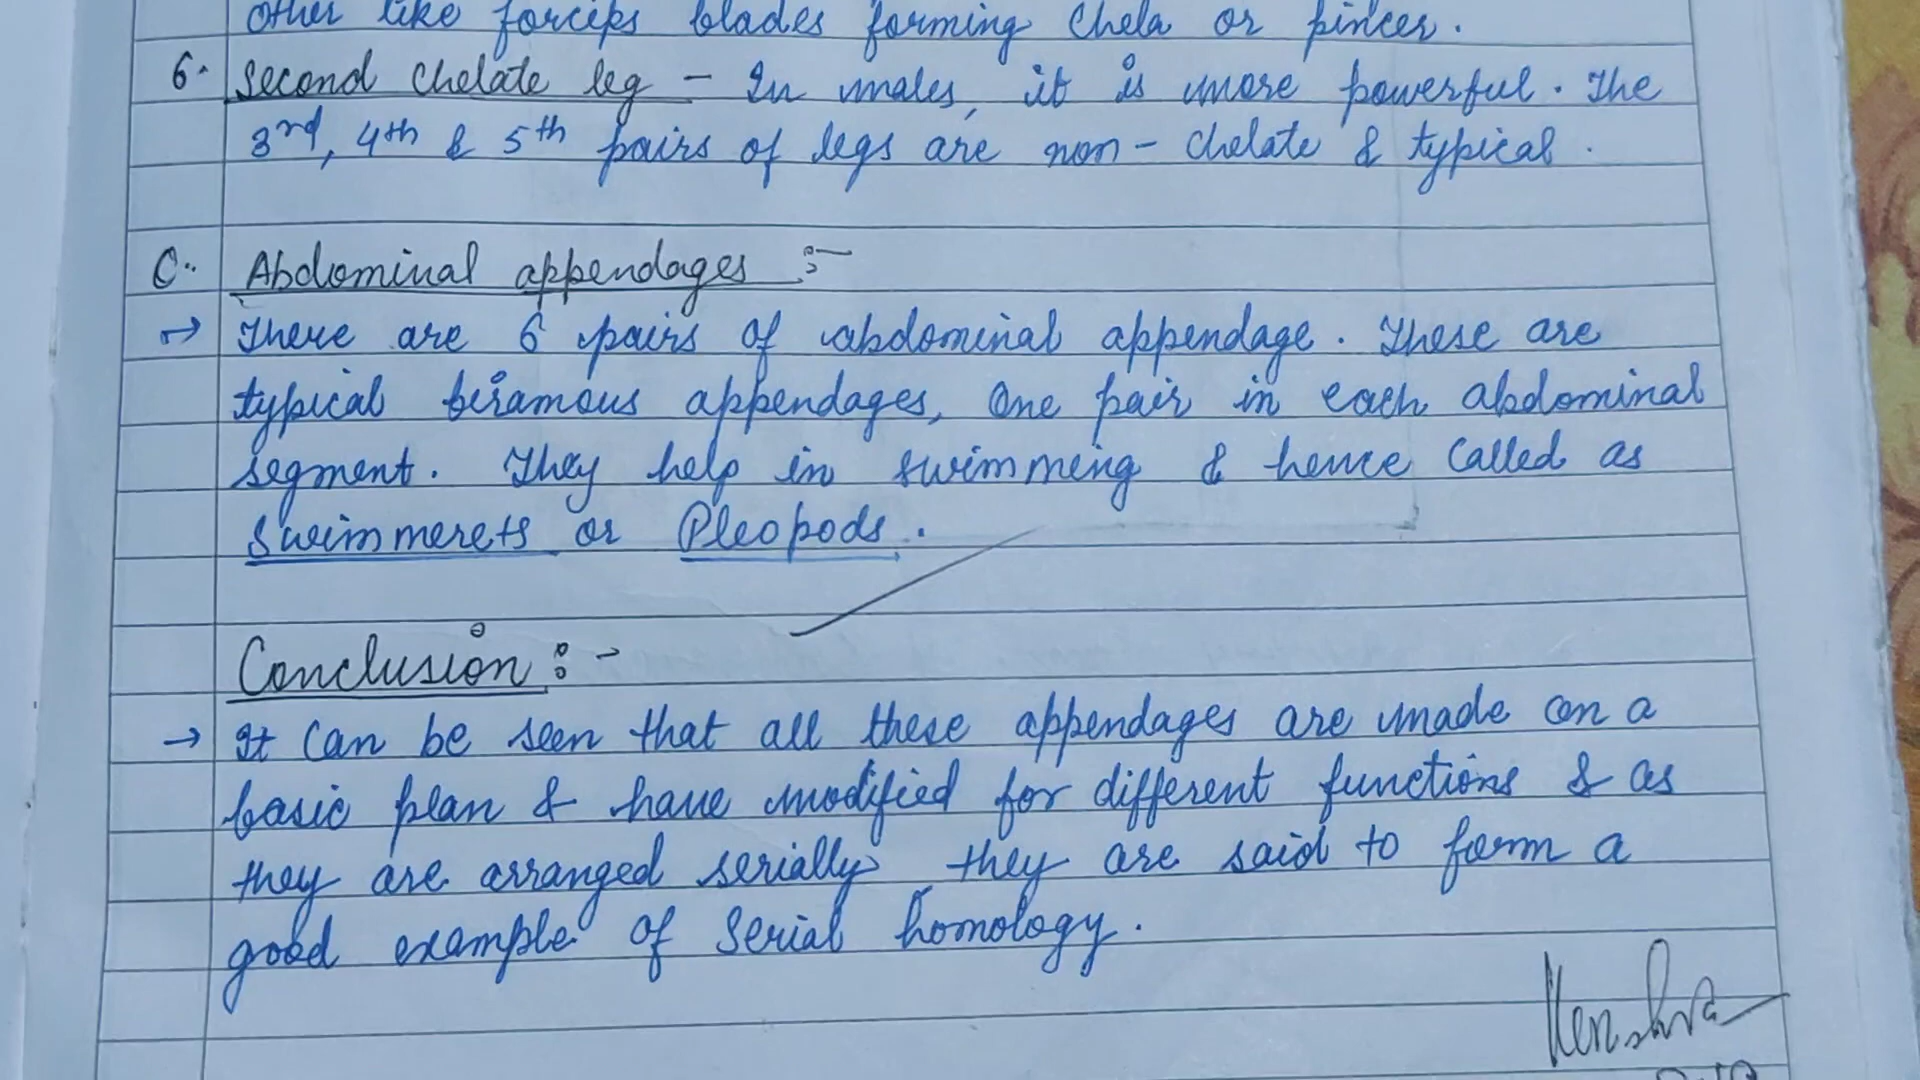 other like forceps blades forming Chela or pincer.
6. Second Chelate leg - In males, it is more powerful. The
3rd, 4th & 5th pairs of legs are non - chelate & typical.
C. Abdominal appendages :-
→ There are 6 pairs of abdominal appendage. These are
typical biramous appendages, One pair in each abdominal
segment. They help in swimming & hence Called as
Swimmerets or Pleopods.
Conclusion :-
→ It Can be seen that all these appendages are made on a
basic plan & have modified for different functions & as
they are arranged serially they are said to form a
good example of Serial homology.